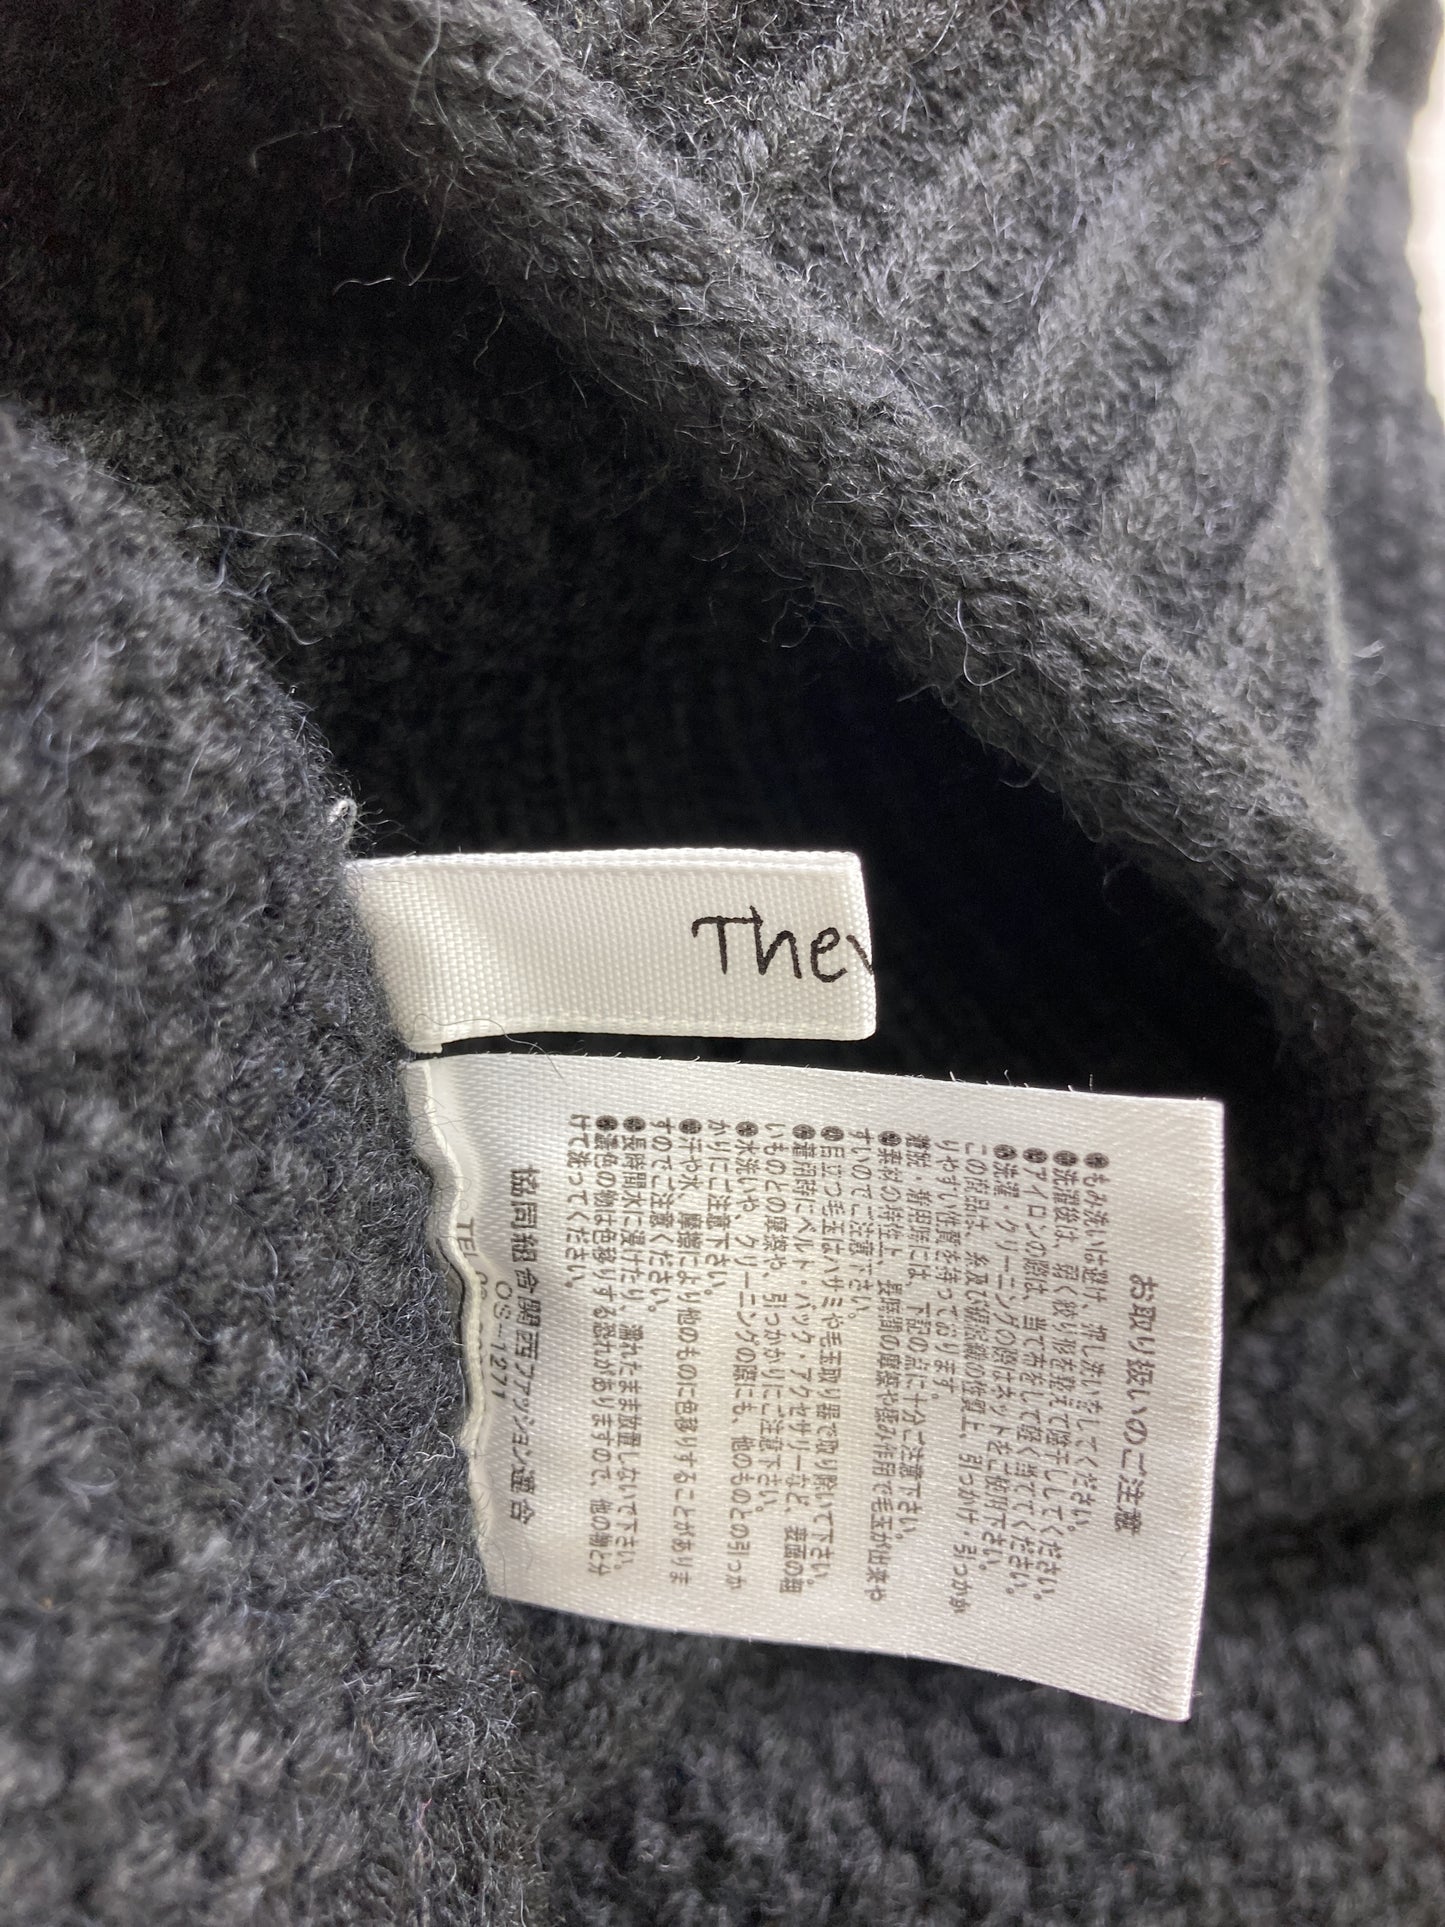 The
お取り扱いのご注意
●もみ洗いは避け、押し洗いをしてください。
●洗濯後は、弱く絞り形を整えて陰干ししてください。
●アイロンの際は、当て布をして軽く当ててください。
●洗濯・クリーニングの際はネットをご使用下さい。
この商品は、糸及び編組織の性質上、引っかけ・引っかか
りやすい性質を持っております。
着脱・着用時には、下記の点に十分ご注意下さい。
●素材の特性上、長時間の摩擦や揉み作用で毛玉が出来や
すいのでご注意下さい。
●目立つ毛玉はハサミや毛玉取り器で取り除いて下さい。
●着用時にベルト・バック・アクセサリーなど、表面の粗
いものとの摩擦や、引っかかりにご注意下さい。
●水洗いや、クリーニングの際にも、他のものとの引っか
かりにご注意下さい。
●汗や水、摩擦により他のものに色移りすることがありま
すのでご注意ください。
●長時間水に浸けたり、濡れたまま放置しないで下さい。
●濃色の物は色移りする恐れがありますので、他の物と分
けて洗ってください。
協同組合関西ファッション連合
OS-1271
TEL